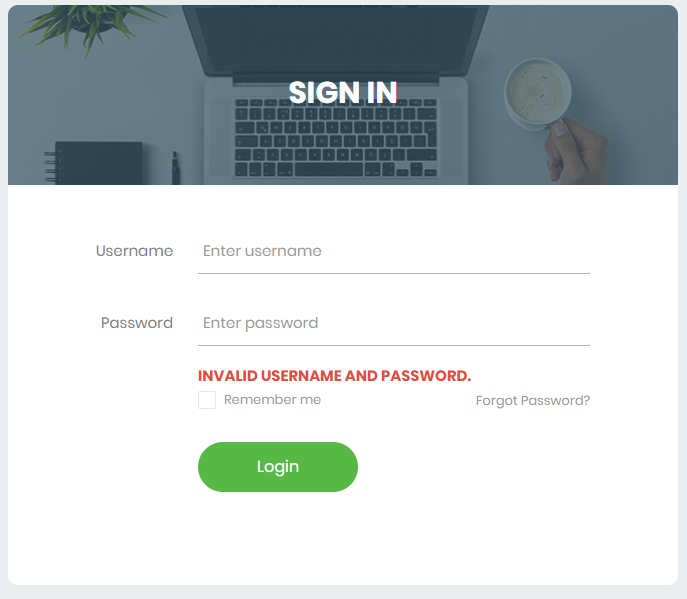 SIGN IN
Username Enter username
Password Enter password
INVALID USERNAME AND PASSWORD.
Remember me Forgot Password?
Login